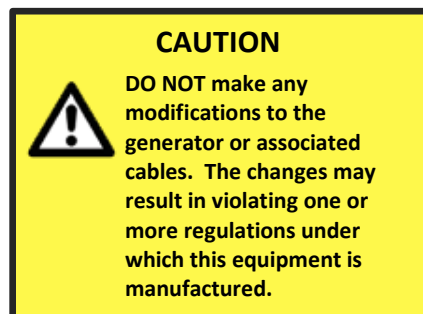 CAUTION
DO NOT make any
modifications to the
generator or associated
cables.  The changes may
result in violating one or
more regulations under
which this equipment is
manufactured.